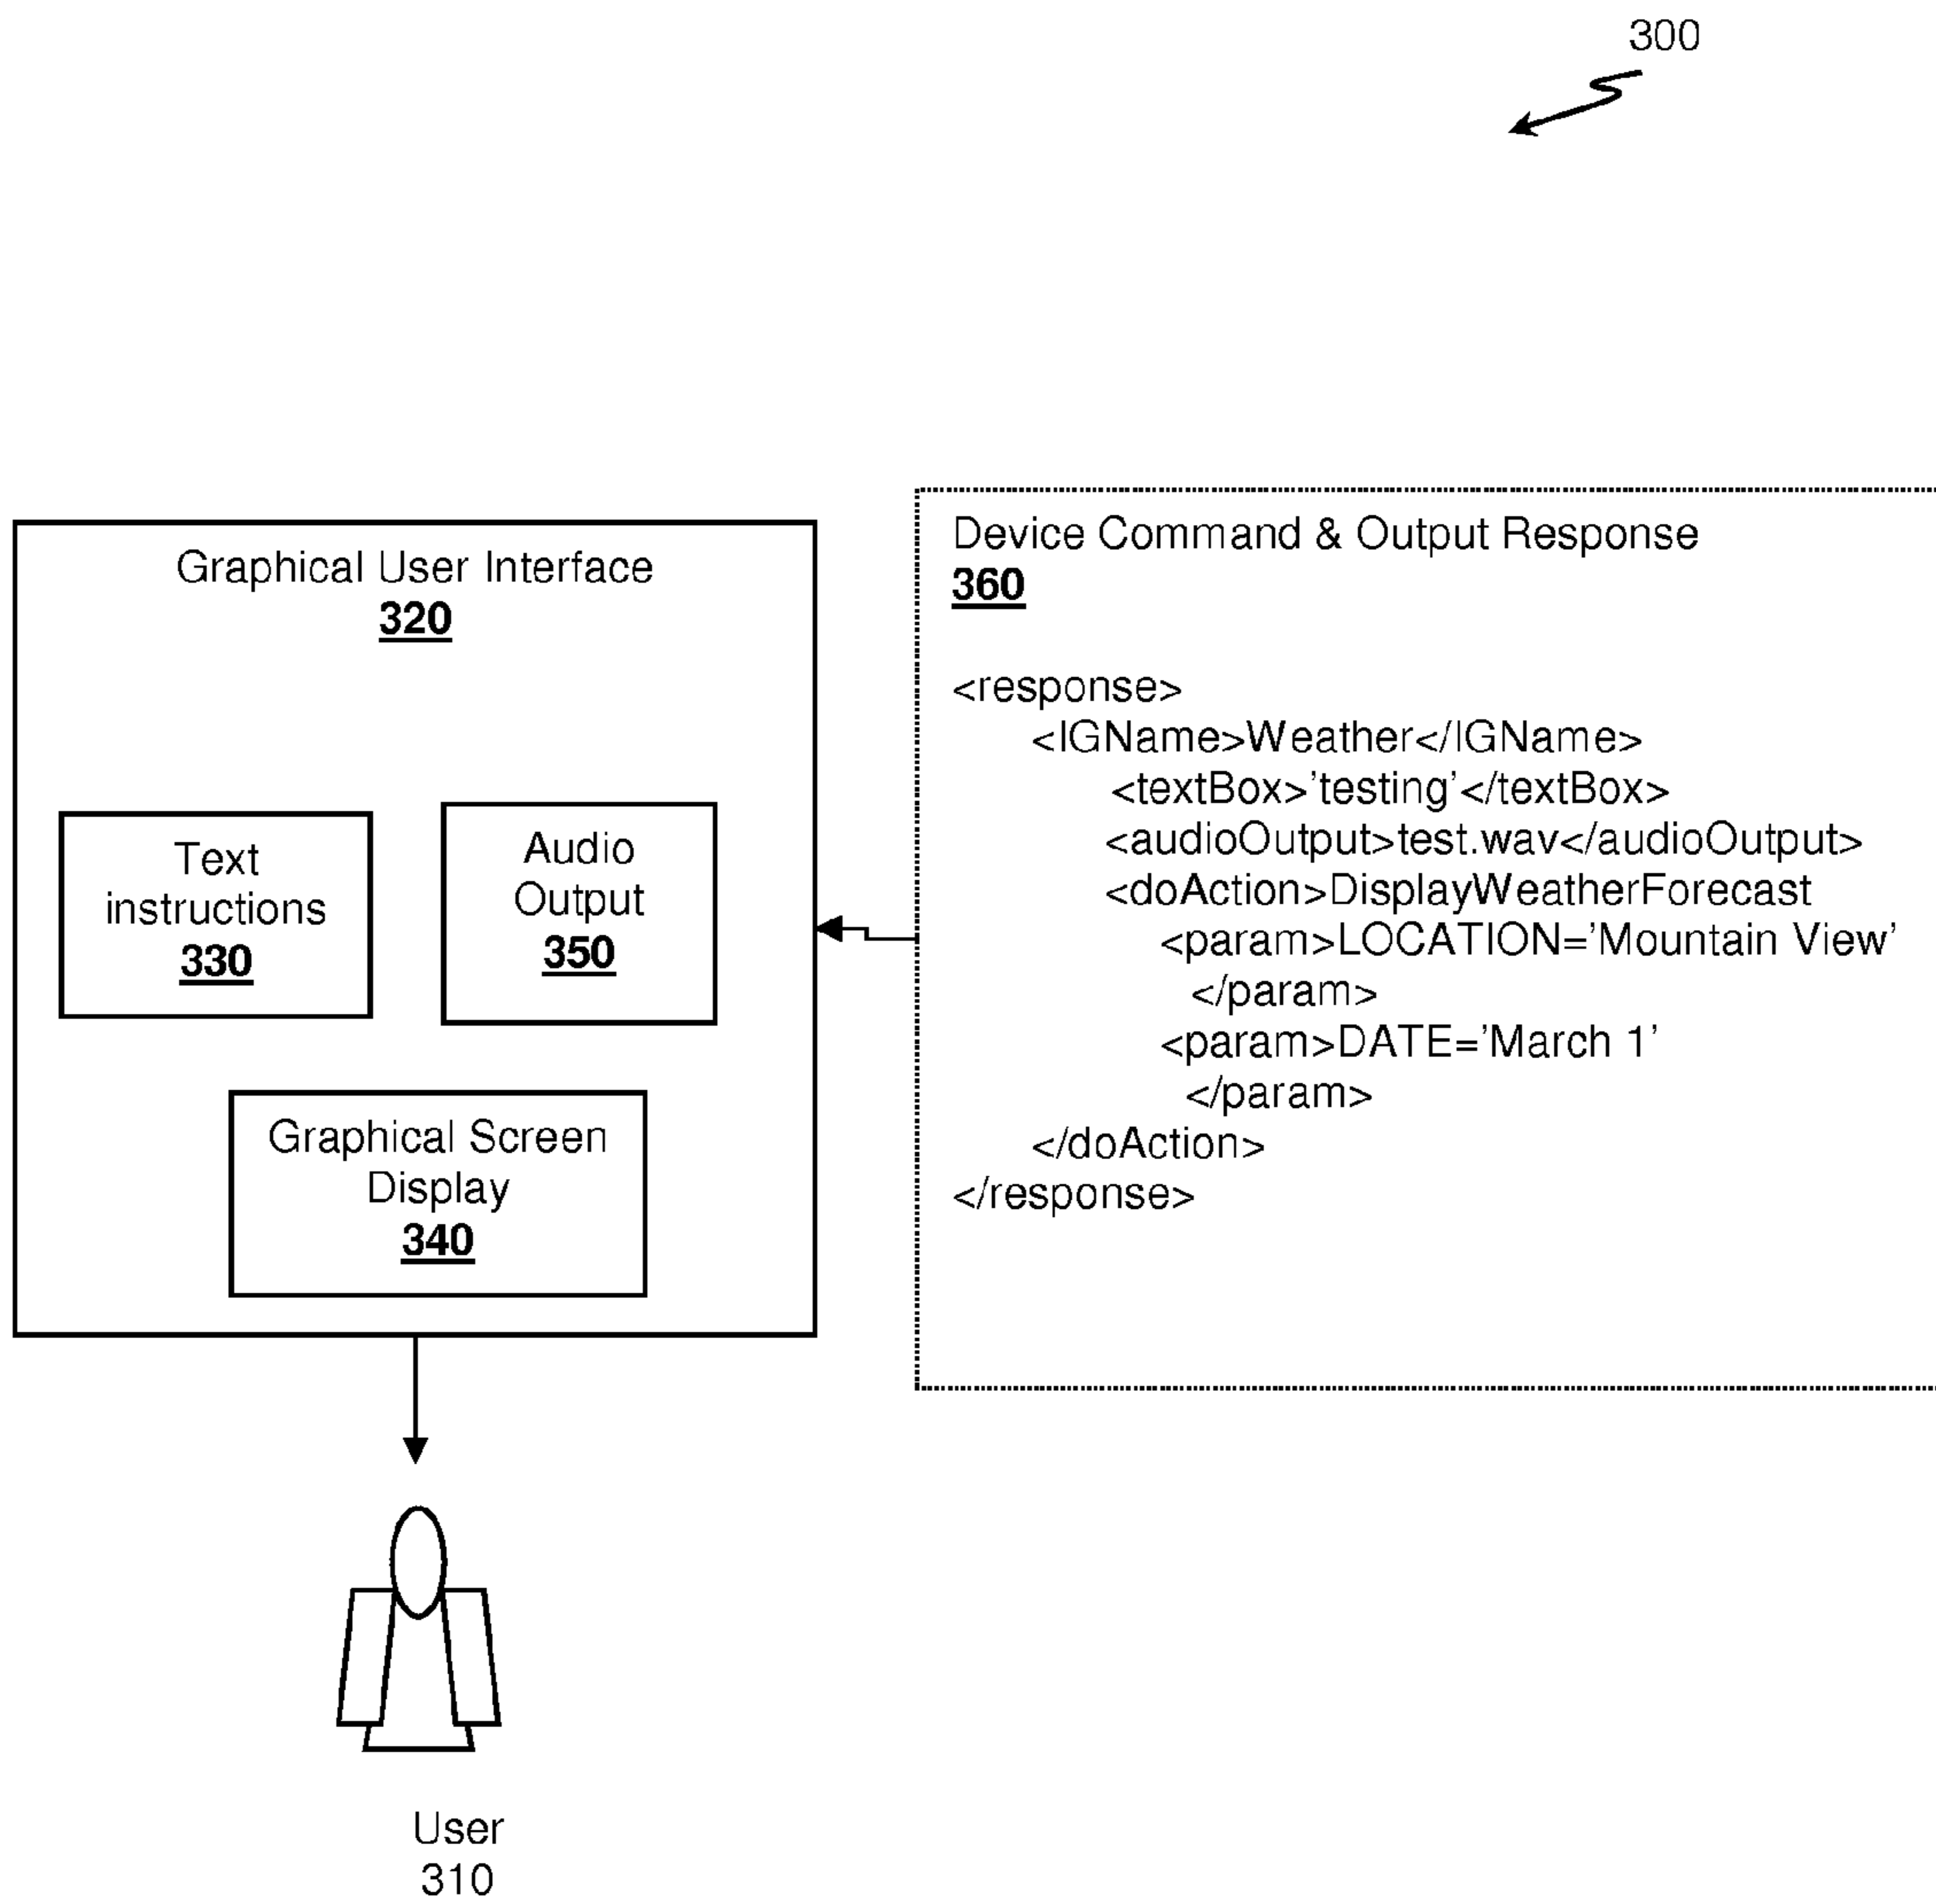 300
Graphical User Interface
320
Text
instructions
330
Audio
Output
350
Graphical Screen
Display
340
Device Command & Output Response
360
<response>
<IGName>Weather</IGName>
<textBox>’testing’</textBox>
<audioOutput>test.wav</audioOutput>
<doAction>DisplayWeatherForecast
<param>LOCATION=’Mountain View’
</param>
<param>DATE=’March 1’
</param>
</doAction>
</response>
User
310